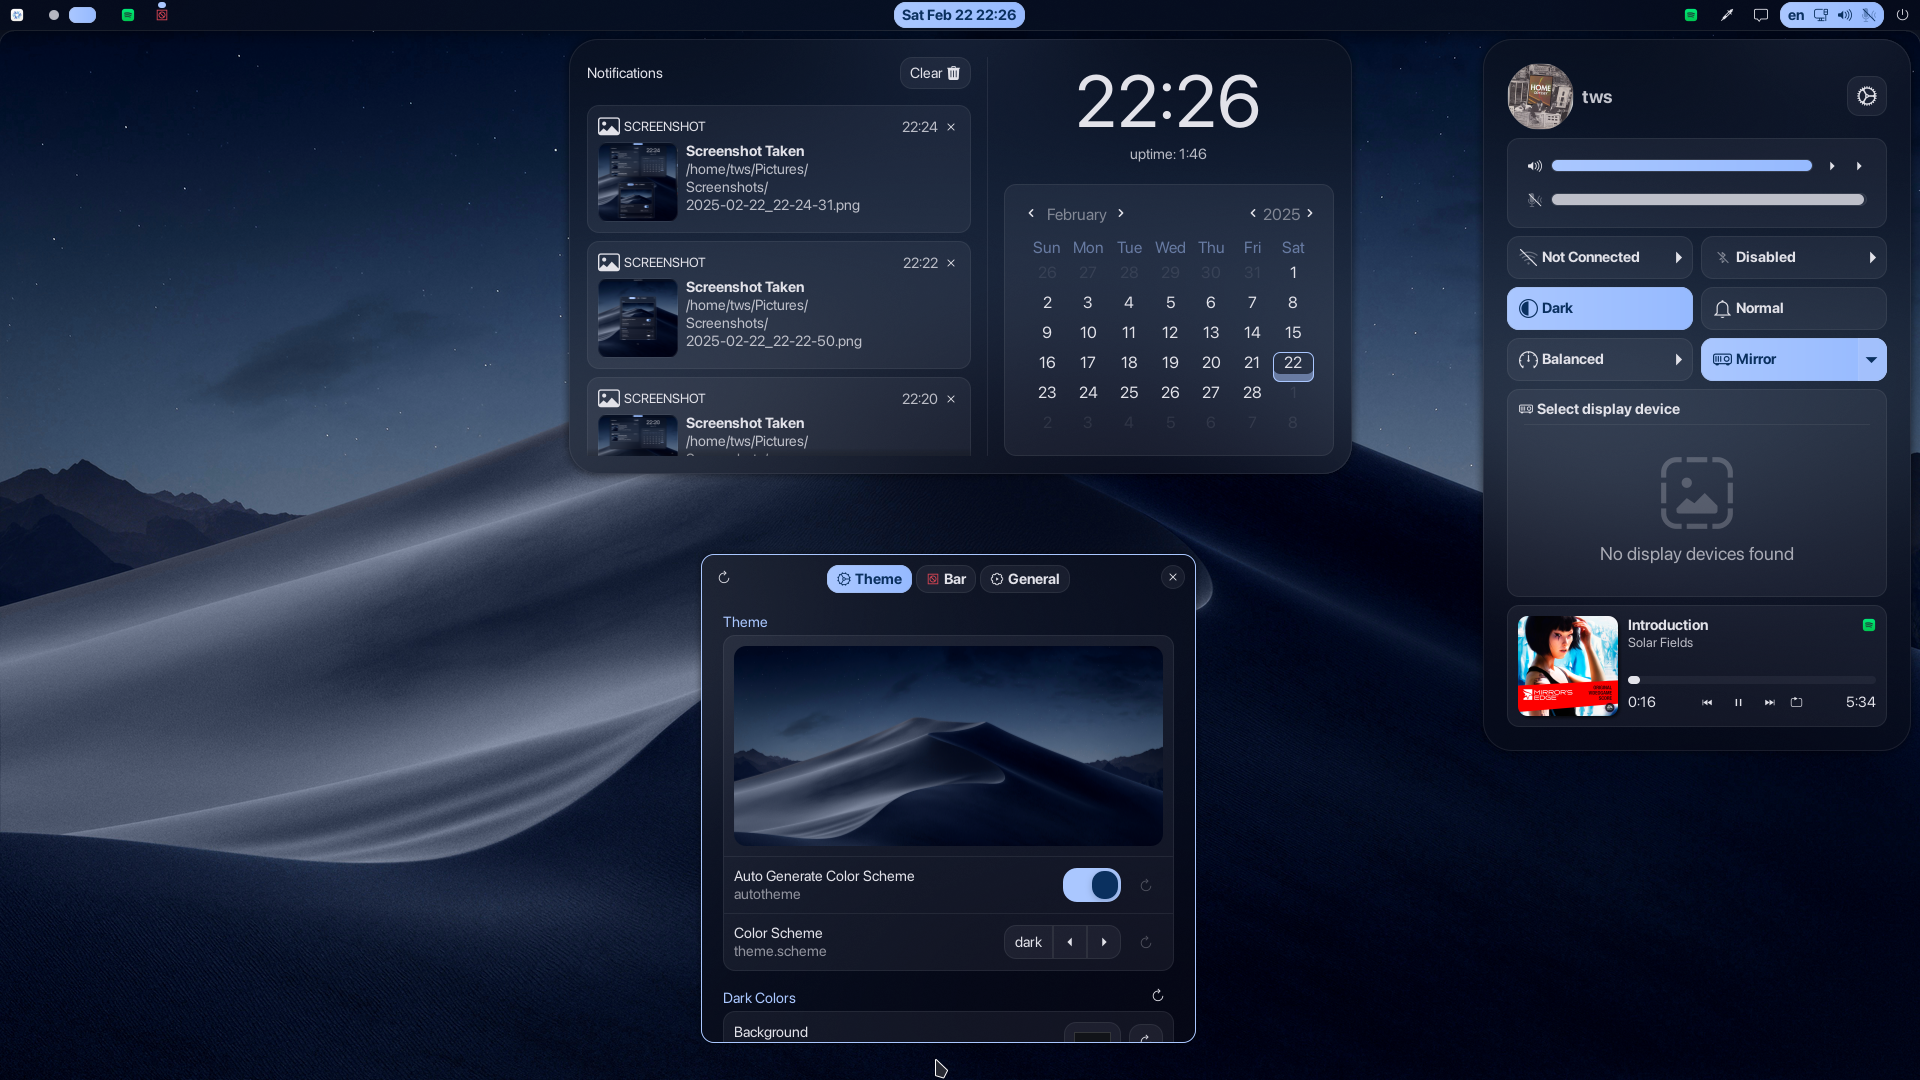 Sat Feb 22 22:26
en
Notifications
Clear
SCREENSHOT
22:24
Screenshot Taken
/home/tws/Pictures/
Screenshots/
2025-02-22_22-24-31.png
SCREENSHOT
22:22
Screenshot Taken
/home/tws/Pictures/
Screenshots/
2025-02-22_22-22-50.png
SCREENSHOT
22:20
Screenshot Taken
/home/tws/Pictures/
22:26
uptime: 1:46
February
2025
Sun Mon Tue Wed Thu Fri Sat
26 27 28 29 30 31 1
2 3 4 5 6 7 8
9 10 11 12 13 14 15
16 17 18 19 20 21 22
23 24 25 26 27 28 1
2 3 4 5 6 7 8
HOME
tws
Not Connected
Disabled
Dark
Normal
Balanced
Mirror
Select display device
No display devices found
MIRROR'S
EDGE
Introduction
Solar Fields
0:16
5:34
Theme
Bar
General
Theme
Auto Generate Color Scheme
autotheme
Color Scheme
theme.scheme
dark
Dark Colors
Background